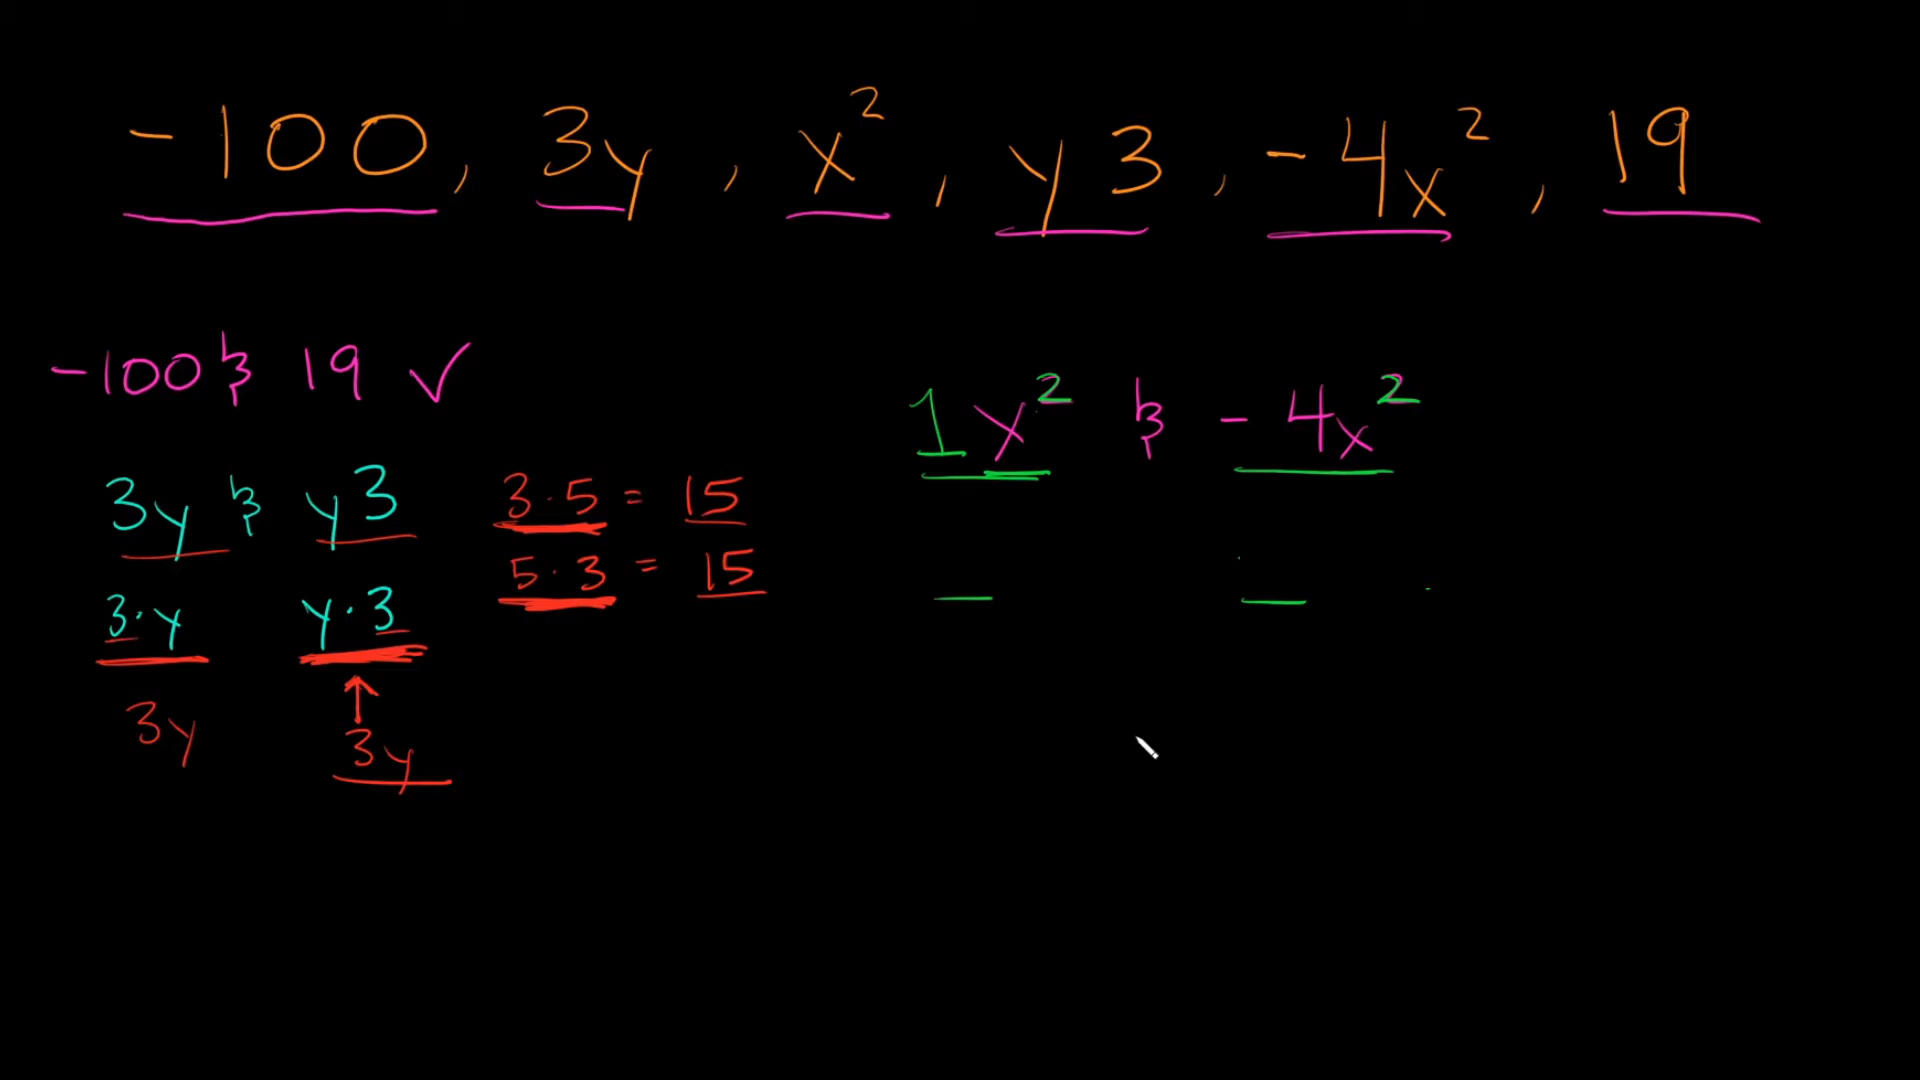 -100, 3y, x², y3, -4x², 19
-100 & 19 ✓
1x² & -4x²
3y & y3
3·5 = 15
5·3 = 15
3·y y·3
3y
3y